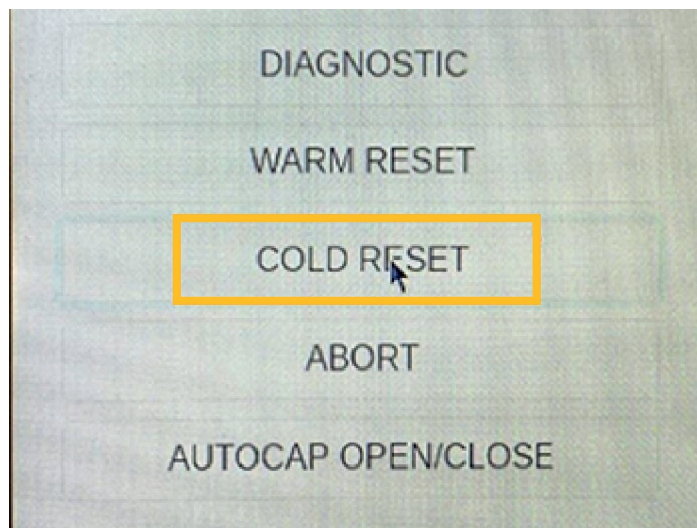 DIAGNOSTIC
WARM RESET
COLD RESET
ABORT
AUTOCAP OPEN/CLOSE